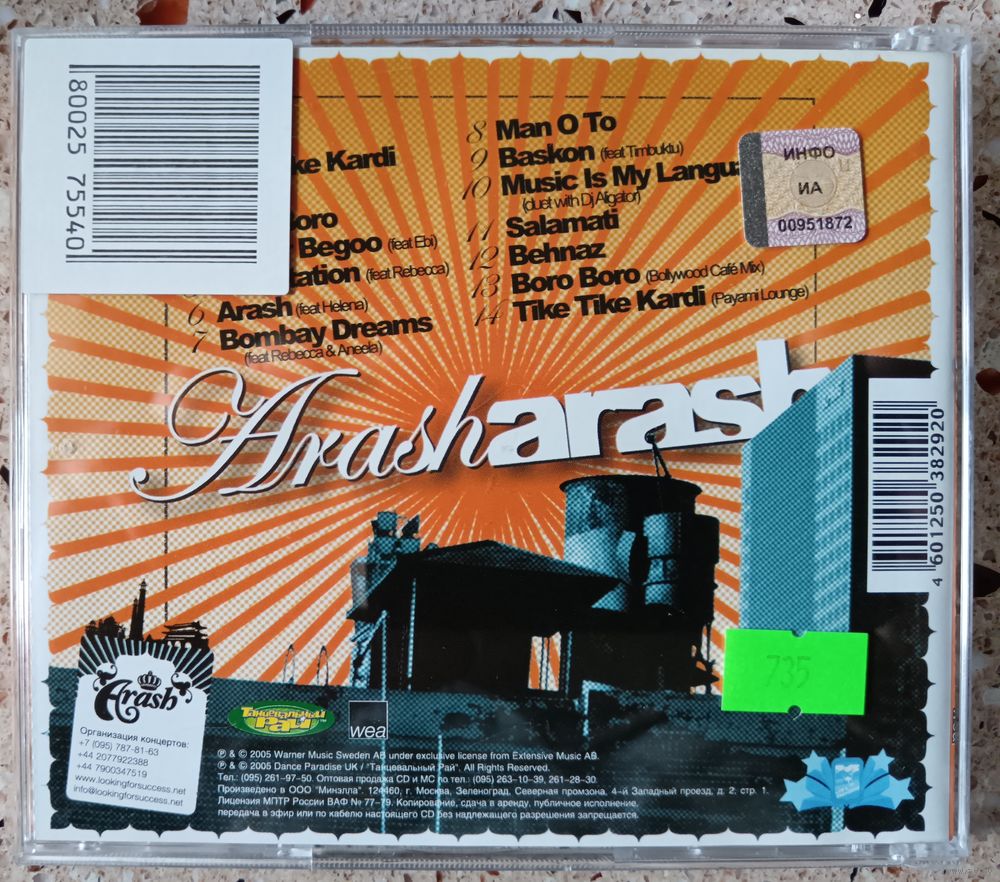 80025 75540
ke Kardi
oro
Begoo (feat Ebi)
tation (feat Rebecca)
6 Arash (feat Helena)
7 Bombay Dreams
(feat Rebecca & Aneela)
8 Man O To
9 Baskon (feat Timbuktu)
10 Music Is My Langua
(duet with Dj Aligator)
11 Salamati
12 Behnaz
13 Boro Boro (Bollywood Café Mix)
14 Tike Tike Kardi (Payami Lounge)
ИНФО
ИА
00951872
Arash arash
4 601250 382920
735
Arash
Организация концертов:
+7 (095) 787-81-63
+44 2077922388
+44 7900347519
www.lookingforsuccess.net
info@lookingforsuccess.net
Танцевальный
Рай
wea
℗ & © 2005 Warner Music Sweden AB under exclusive license from Extensive Music AB.
℗ & © 2005 Dance Paradise UK / "Танцевальный Рай". All Rights Reserved.
Тел.: (095) 261-97-50. Оптовая продажа CD и MC по тел.: (095) 263-10-39, 261-28-30.
Произведено в ООО "Минэлла". 124460, г. Москва, Зеленоград, Северная промзона, 4-й Западный проезд, д. 2, стр. 1.
Лицензия МПТР России ВАФ № 77-79. Копирование, сдача в аренду, публичное исполнение,
передача в эфир или по кабелю настоящего CD без надлежащего разрешения запрещается.